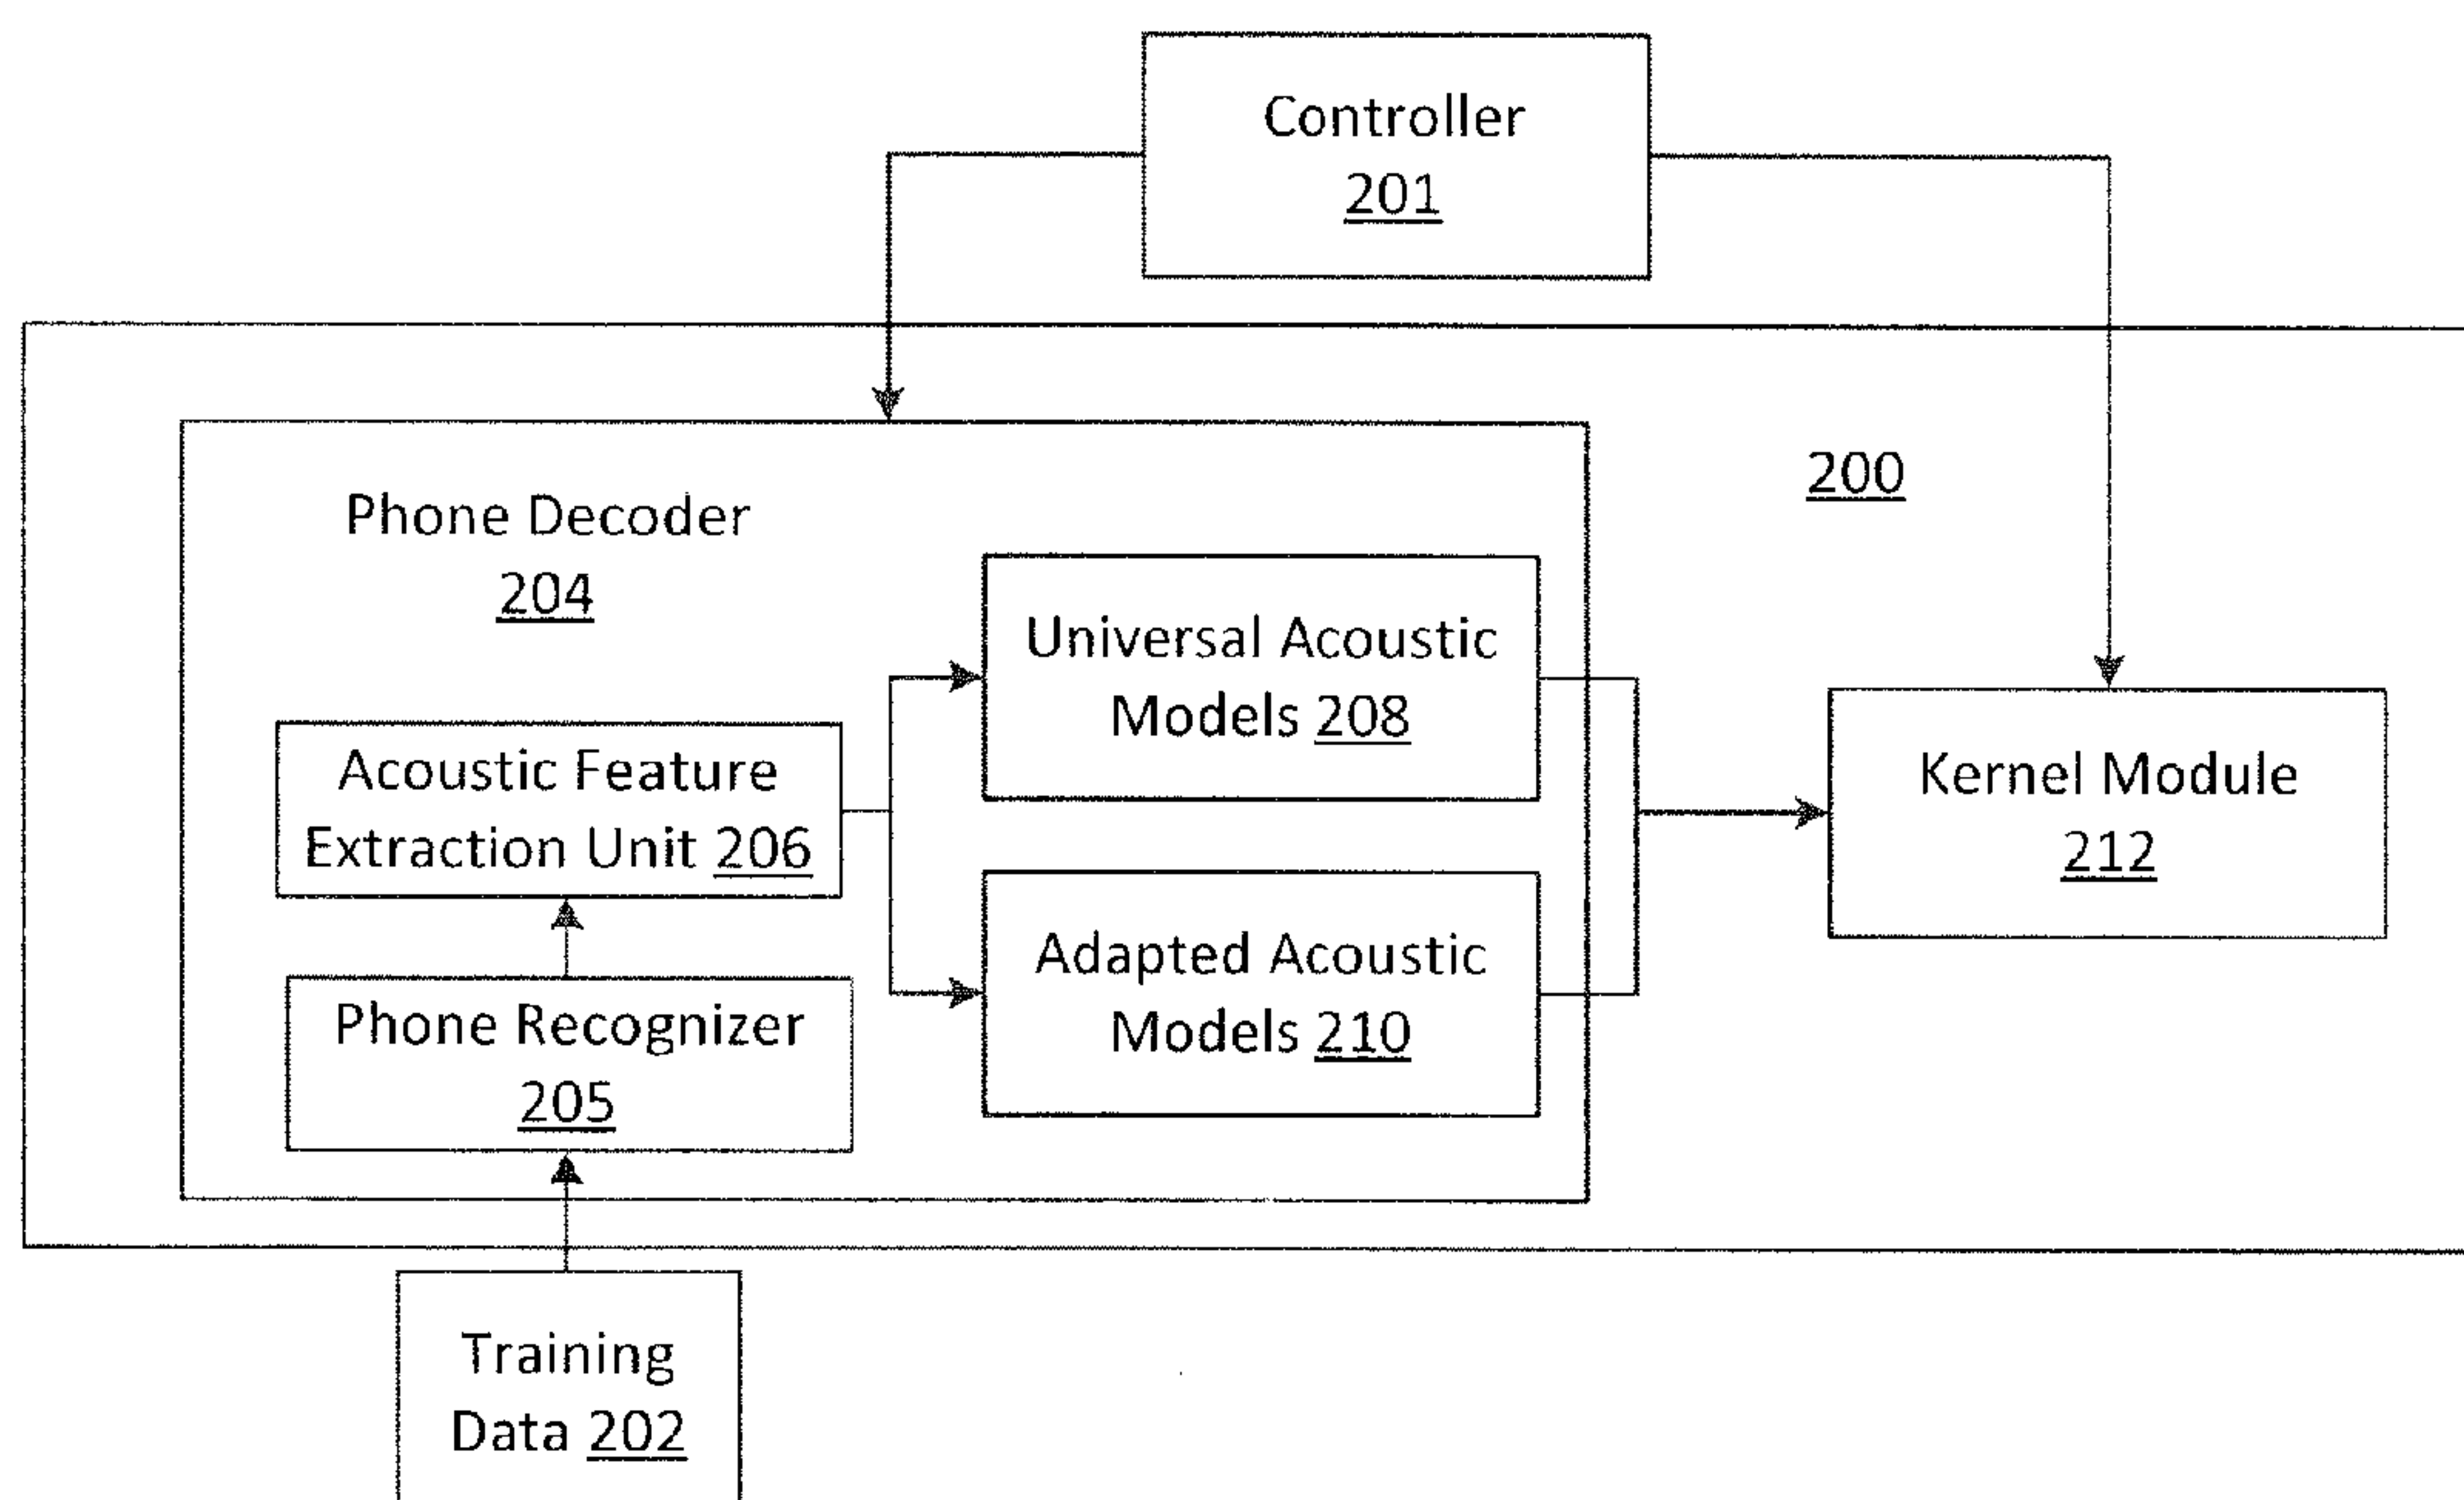 Controller
201
200
Phone Decoder
204
Universal Acoustic
Models 208
Acoustic Feature
Extraction Unit 206
Kernel Module
212
Adapted Acoustic
Models 210
Phone Recognizer
205
Training
Data 202